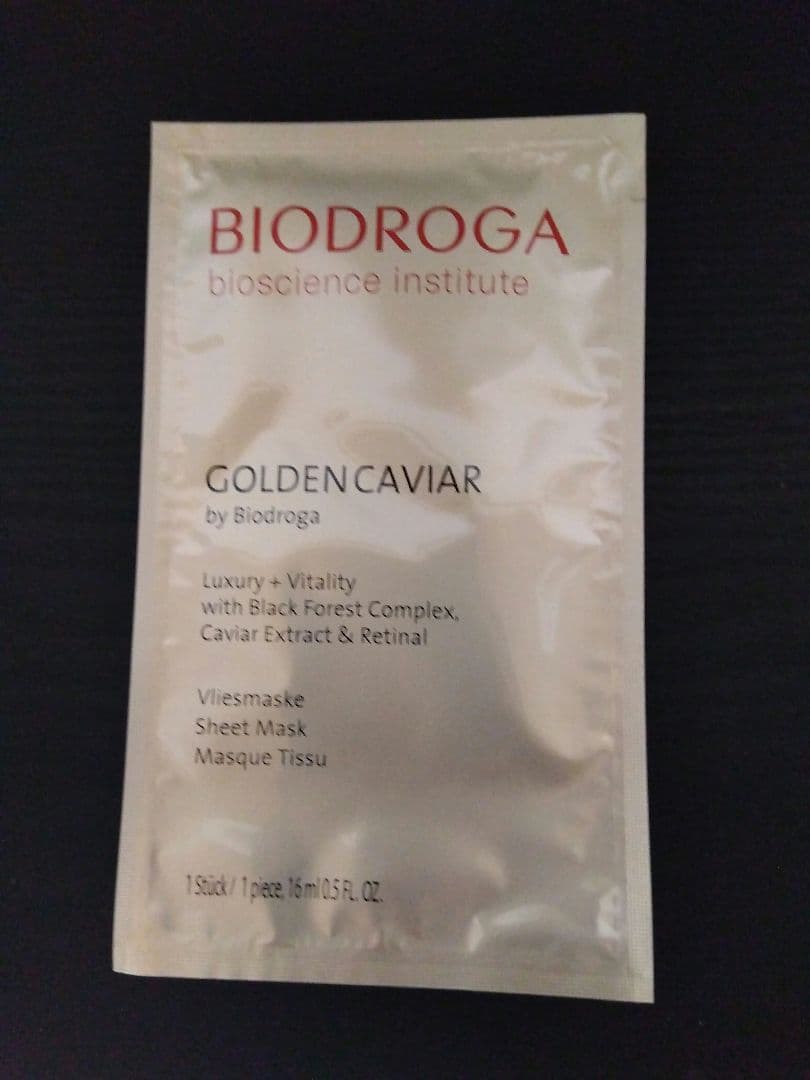 BIODROGA
bioscience institute
GOLDEN CAVIAR
by Biodroga
Luxury + Vitality
with Black Forest Complex,
Caviar Extract & Retinal
Vliesmaske
Sheet Mask
Masque Tissu
1 Stück / 1 piece, 16 ml/0.5 FL. OZ.